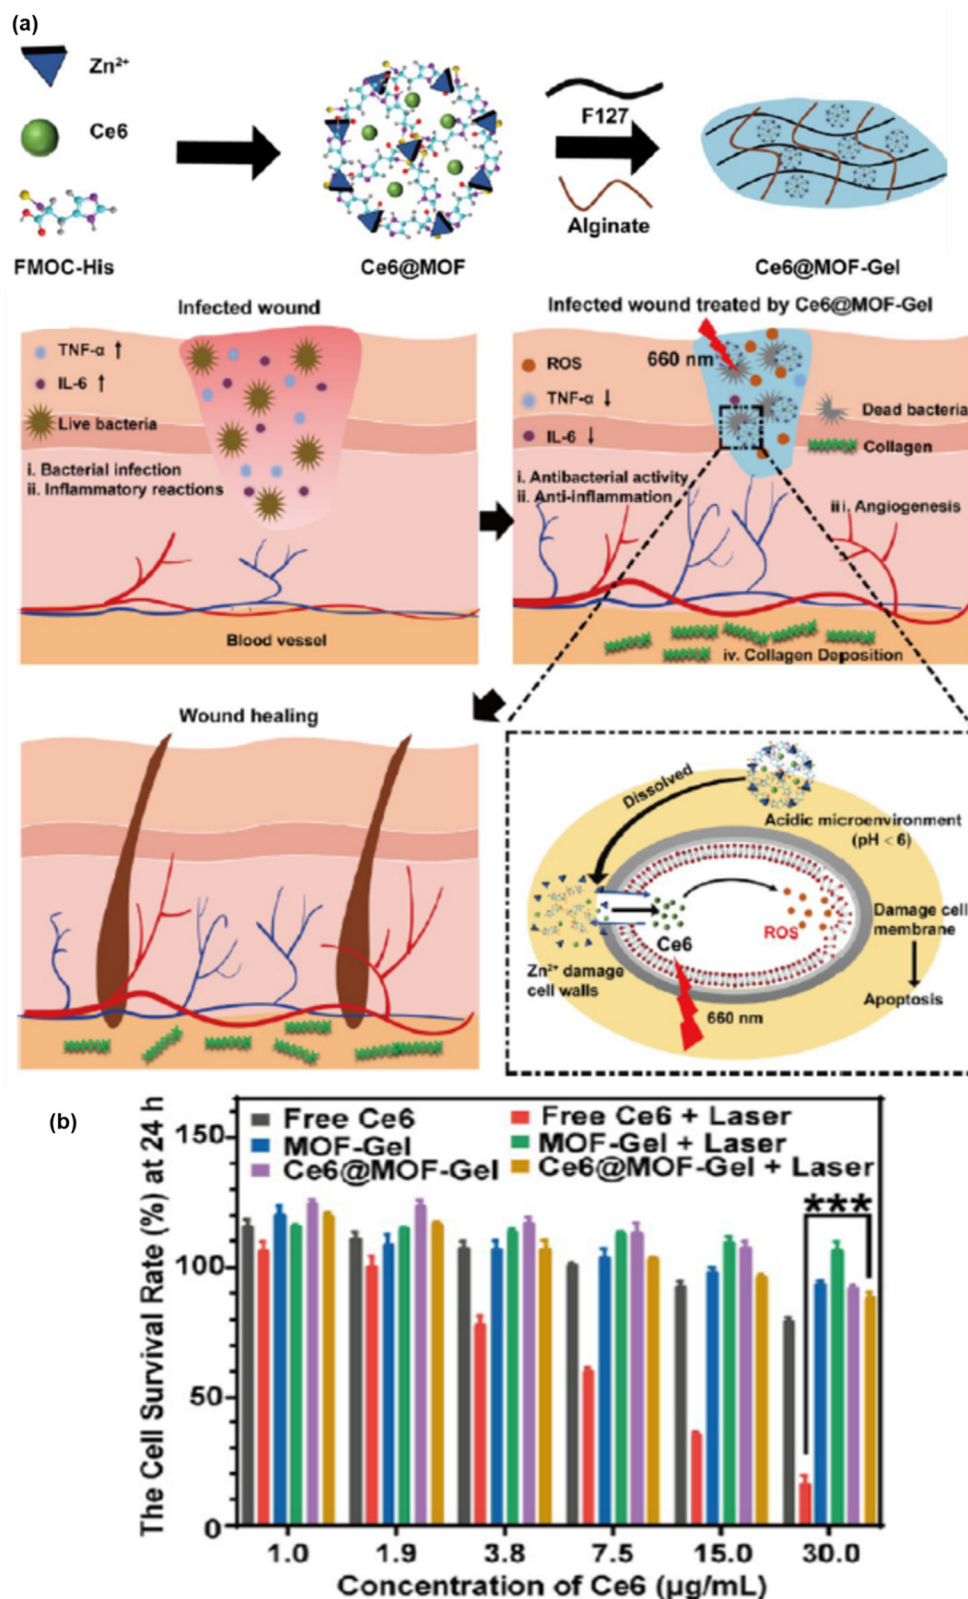 (a)
Zn²⁺
Ce6
F127
Alginate
FMOC-His
Ce6@MOF
Ce6@MOF-Gel
Infected wound
TNF-α ↑
IL-6 ↑
Live bacteria
i. Bacterial infection
ii. Inflammatory reactions
Blood vessel
Infected wound treated by Ce6@MOF-Gel
660 nm
ROS
TNF-α ↓
IL-6 ↓
Dead bacteria
Collagen
i. Antibacterial activity
ii. Anti-inflammation
iii. Angiogenesis
iv. Collagen Deposition
Wound healing
Dissolved
Acidic microenvironment
(pH < 6)
Ce6
ROS
Damage cell
membrane
Zn²⁺ damage
cell walls
660 nm
Apoptosis
(b)
The Cell Survival Rate (%) at 24 h
150
100
50
0
Free Ce6
MOF-Gel
Ce6@MOF-Gel
Free Ce6 + Laser
MOF-Gel + Laser
Ce6@MOF-Gel + Laser
***
1.0 1.9 3.8 7.5 15.0 30.0
Concentration of Ce6 (μg/mL)